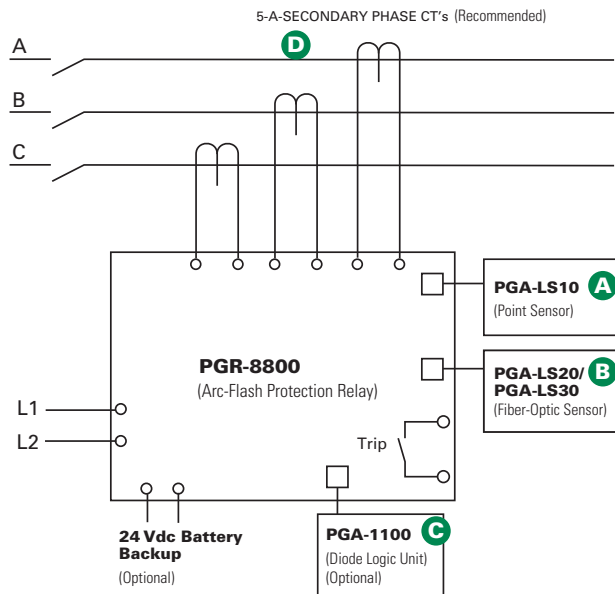 5-A-SECONDARY PHASE CT's (Recommended)
D
A
B
C
PGA-LS10 A
(Point Sensor)
PGR-8800
(Arc-Flash Protection Relay)
PGA-LS20/ B
PGA-LS30
(Fiber-Optic Sensor)
L1
L2
Trip
24 Vdc Battery
Backup
(Optional)
PGA-1100 C
(Diode Logic Unit)
(Optional)